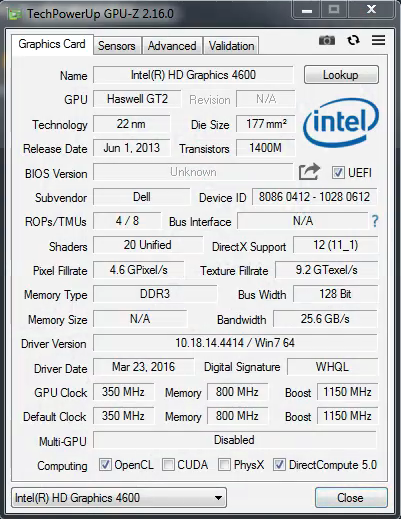 TechPowerUp GPU-Z 2.16.0
Graphics Card Sensors Advanced Validation
Name Intel(R) HD Graphics 4600 Lookup
GPU Haswell GT2 Revision N/A
intel
Technology 22 nm Die Size 177 mm²
Release Date Jun 1, 2013 Transistors 1400M
BIOS Version Unknown UEFI
Subvendor Dell Device ID 8086 0412 - 1028 0612
ROPs/TMUs 4 / 8 Bus Interface N/A ?
Shaders 20 Unified DirectX Support 12 (11_1)
Pixel Fillrate 4.6 GPixel/s Texture Fillrate 9.2 GTexel/s
Memory Type DDR3 Bus Width 128 Bit
Memory Size N/A Bandwidth 25.6 GB/s
Driver Version 10.18.14.4414 / Win7 64
Driver Date Mar 23, 2016 Digital Signature WHQL
GPU Clock 350 MHz Memory 800 MHz Boost 1150 MHz
Default Clock 350 MHz Memory 800 MHz Boost 1150 MHz
Multi-GPU Disabled
Computing OpenCL CUDA PhysX DirectCompute 5.0
Intel(R) HD Graphics 4600 Close